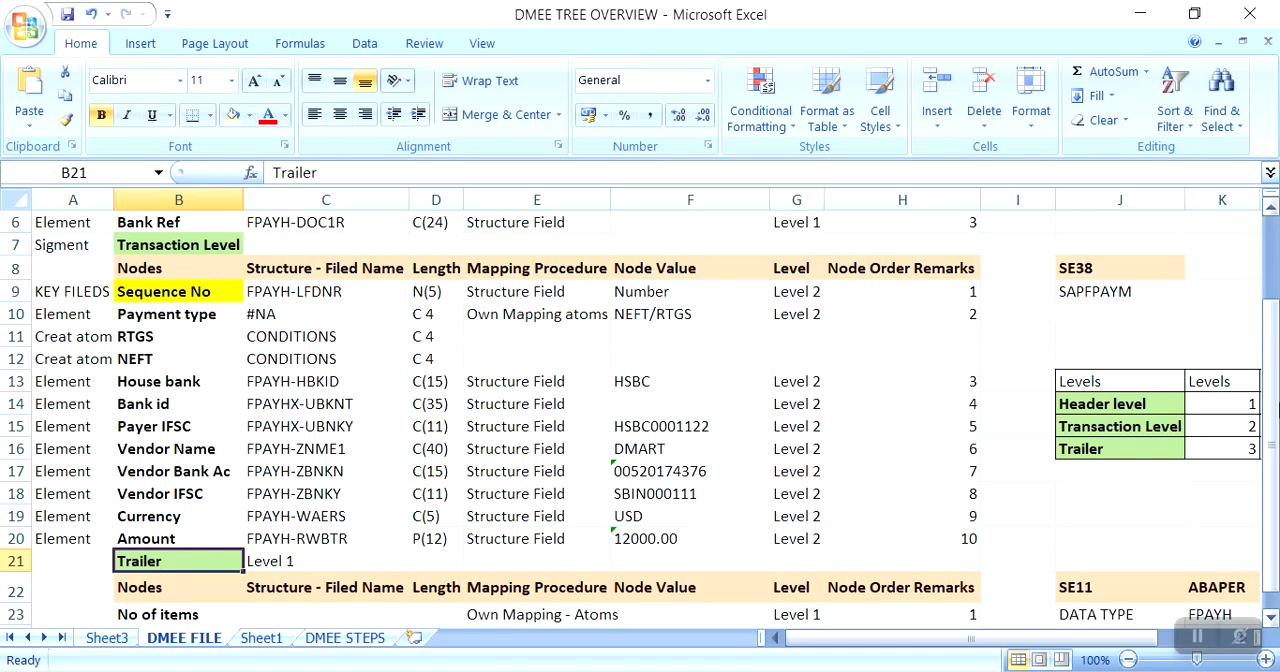 DMEE TREE OVERVIEW - Microsoft Excel
Home Insert Page Layout Formulas Data Review View
Calibri 11 Wrap Text General AutoSum
Paste Fill
B I U Merge & Center % , Conditional Formatting Format as Table Cell Styles Insert Delete Format Clear Sort & Filter Find & Select
Clipboard Font Alignment Number Styles Cells Editing
B21 fx Trailer
A B C D E F G H I J K
6 Element Bank Ref FPAYH-DOC1R C(24) Structure Field Level 1 3
7 Sigment Transaction Level
8 Nodes Structure - Filed Name Length Mapping Procedure Node Value Level Node Order Remarks SE38
9 KEY FILEDS Sequence No FPAYH-LFDNR N(5) Structure Field Number Level 2 1 SAPFPAYM
10 Element Payment type #NA C 4 Own Mapping atoms NEFT/RTGS Level 2 2
11 Creat atom RTGS CONDITIONS C 4
12 Creat atom NEFT CONDITIONS C 4
13 Element House bank FPAYH-HBKID C(15) Structure Field HSBC Level 2 3 Levels Levels
14 Element Bank id FPAYHX-UBKNT C(35) Structure Field Level 2 4 Header level 1
15 Element Payer IFSC FPAYHX-UBNKY C(11) Structure Field HSBC0001122 Level 2 5 Transaction Level 2
16 Element Vendor Name FPAYH-ZNME1 C(40) Structure Field DMART Level 2 6 Trailer 3
17 Element Vendor Bank Ac FPAYH-ZBNKN C(15) Structure Field 00520174376 Level 2 7
18 Element Vendor IFSC FPAYH-ZBNKY C(11) Structure Field SBIN000111 Level 2 8
19 Element Currency FPAYH-WAERS C(5) Structure Field USD Level 2 9
20 Element Amount FPAYH-RWBTR P(12) Structure Field 12000.00 Level 2 10
21 Trailer Level 1
22 Nodes Structure - Filed Name Length Mapping Procedure Node Value Level Node Order Remarks SE11 ABAPER
23 No of items Own Mapping - Atoms Level 1 1 DATA TYPE FPAYH
Sheet3 DMEE FILE Sheet1 DMEE STEPS
Ready 100%